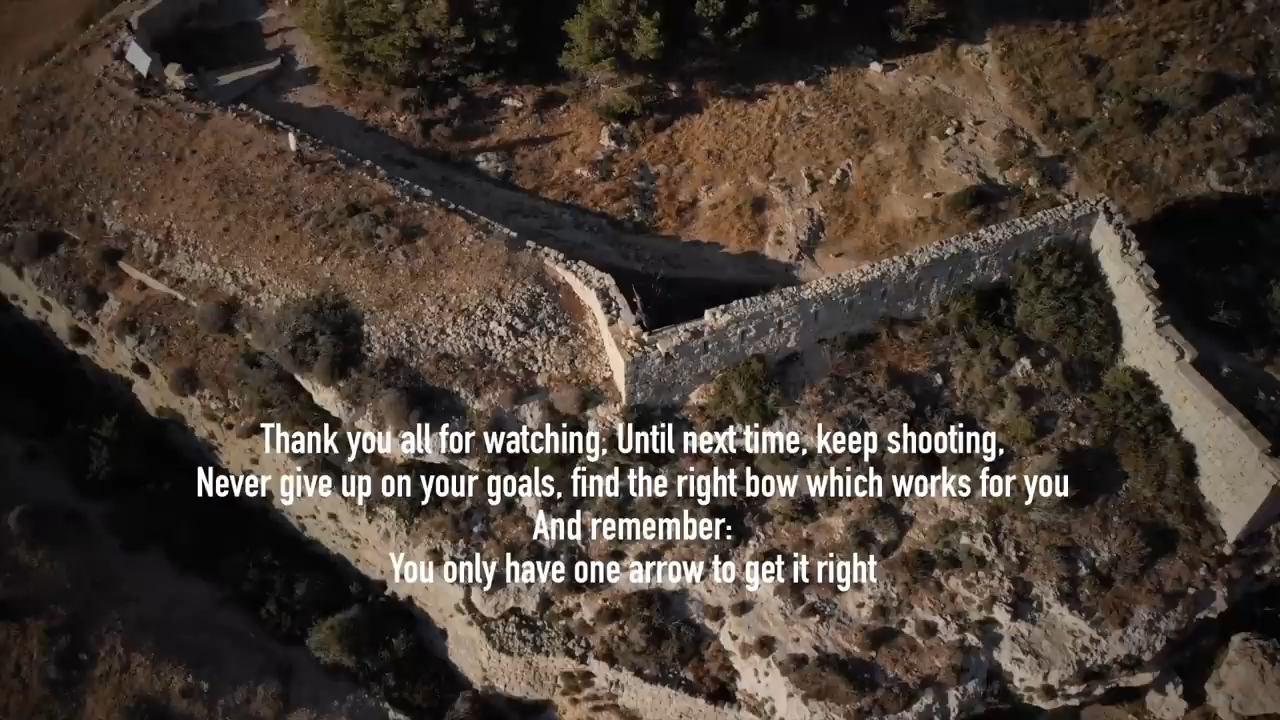 Thank you all for watching, Until next time, keep shooting,
Never give up on your goals, find the right bow which works for you
And remember:
You only have one arrow to get it right